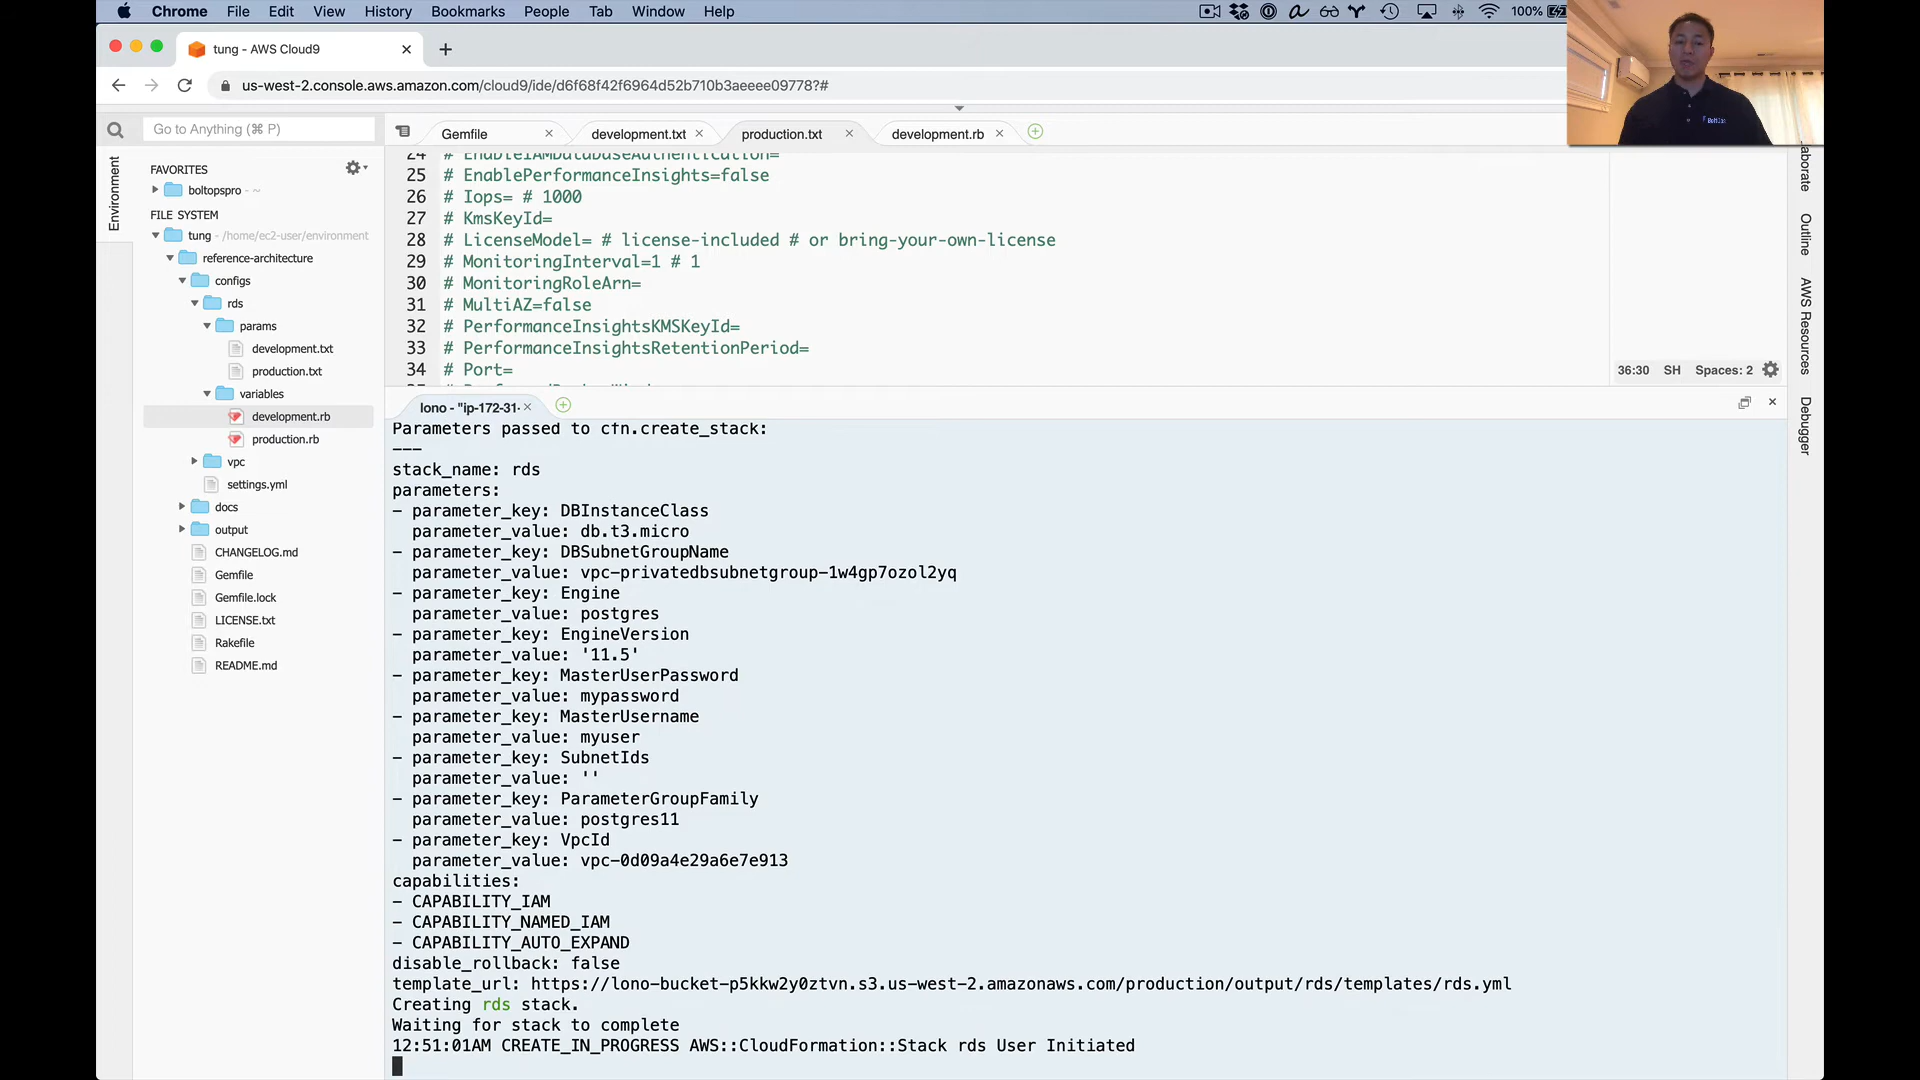 Chrome File Edit View History Bookmarks People Tab Window Help 100%
tung - AWS Cloud9
us-west-2.console.aws.amazon.com/cloud9/ide/d6f68f42f6964d52b710b3aeeee09778?#
Go to Anything (⌘ P)
Environment
FAVORITES
boltopspro - ~
FILE SYSTEM
tung - /home/ec2-user/environment
reference-architecture
configs
rds
params
development.txt
production.txt
variables
development.rb
production.rb
vpc
settings.yml
docs
output
CHANGELOG.md
Gemfile
Gemfile.lock
LICENSE.txt
Rakefile
README.md
Gemfile development.txt production.txt development.rb
24 # EnableIAMDatabaseAuthentication=
25 # EnablePerformanceInsights=false
26 # Iops= # 1000
27 # KmsKeyId=
28 # LicenseModel= # license-included # or bring-your-own-license
29 # MonitoringInterval=1 # 1
30 # MonitoringRoleArn=
31 # MultiAZ=false
32 # PerformanceInsightsKMSKeyId=
33 # PerformanceInsightsRetentionPeriod=
34 # Port=
36:30 SH Spaces: 2
lono - "ip-172-31-
Parameters passed to cfn.create_stack:
---
stack_name: rds
parameters:
- parameter_key: DBInstanceClass
parameter_value: db.t3.micro
- parameter_key: DBSubnetGroupName
parameter_value: vpc-privatedbsubnetgroup-1w4gp7ozol2yq
- parameter_key: Engine
parameter_value: postgres
- parameter_key: EngineVersion
parameter_value: '11.5'
- parameter_key: MasterUserPassword
parameter_value: mypassword
- parameter_key: MasterUsername
parameter_value: myuser
- parameter_key: SubnetIds
parameter_value: ''
- parameter_key: ParameterGroupFamily
parameter_value: postgres11
- parameter_key: VpcId
parameter_value: vpc-0d09a4e29a6e7e913
capabilities:
- CAPABILITY_IAM
- CAPABILITY_NAMED_IAM
- CAPABILITY_AUTO_EXPAND
disable_rollback: false
template_url: https://lono-bucket-p5kkw2y0ztvn.s3.us-west-2.amazonaws.com/production/output/rds/templates/rds.yml
Creating rds stack.
Waiting for stack to complete
12:51:01AM CREATE_IN_PROGRESS AWS::CloudFormation::Stack rds User Initiated
Outline
AWS Resources
Debugger